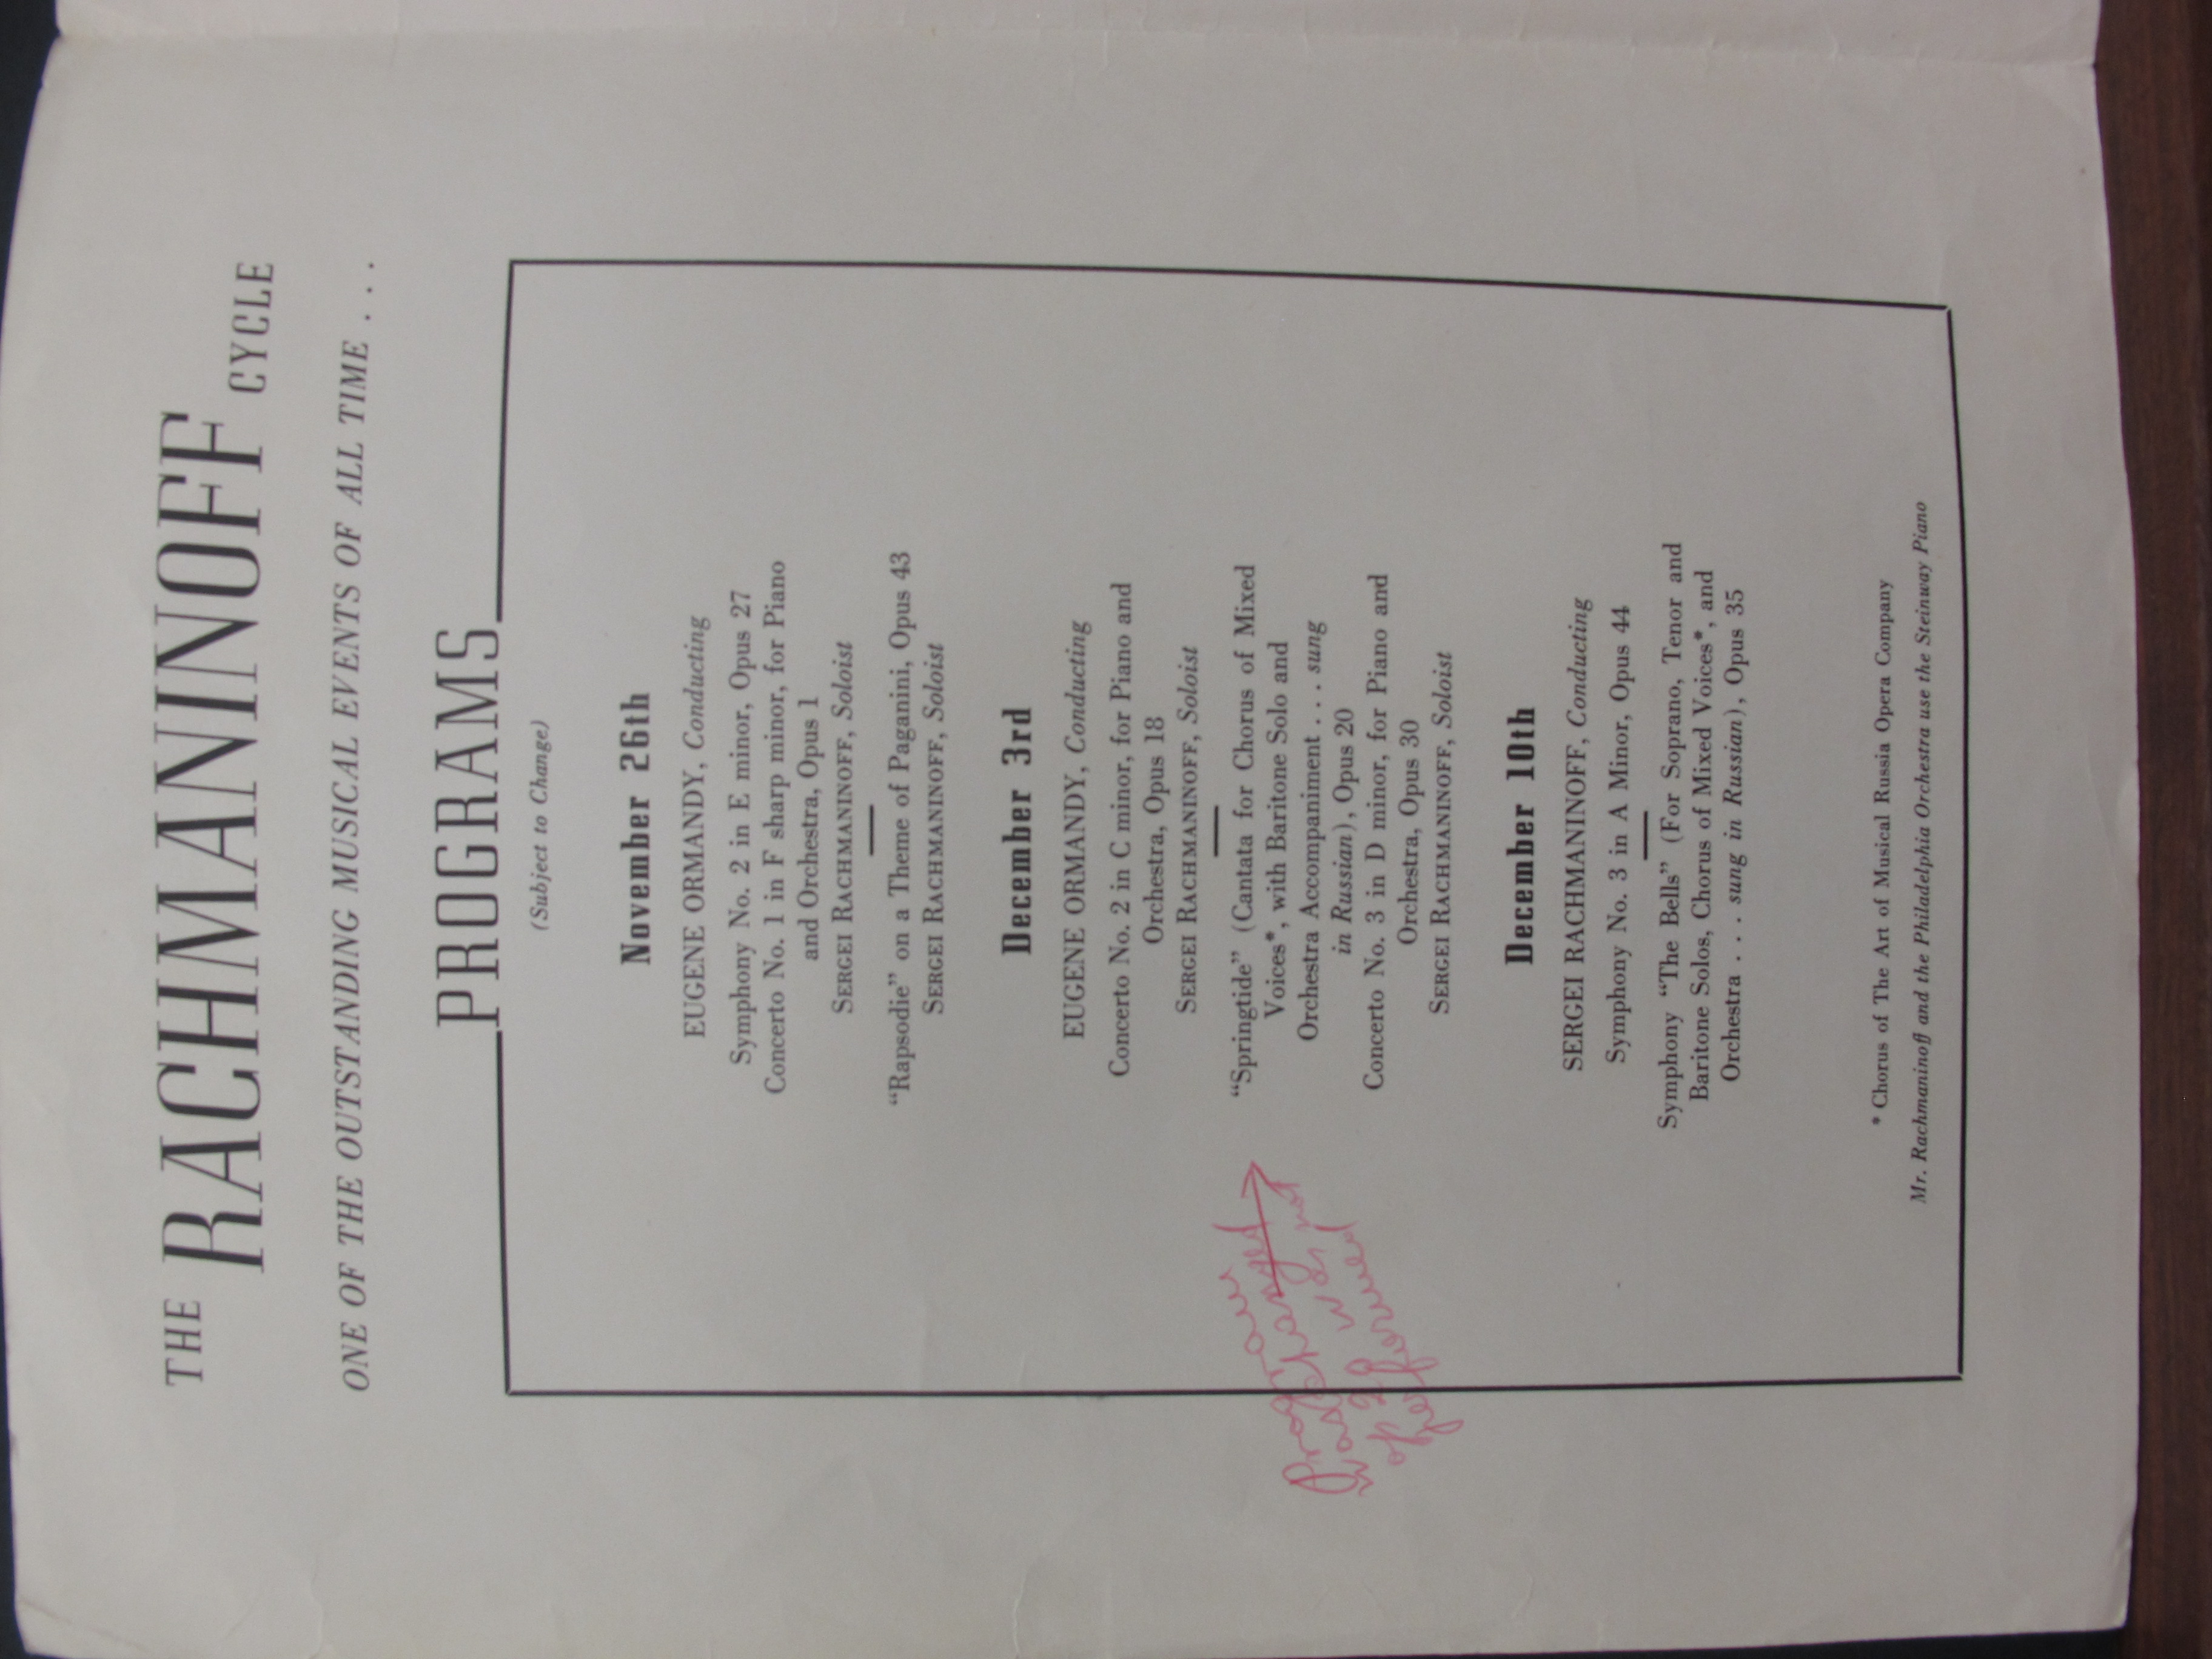 THE RACHMANINOFF CYCLE
ONE OF THE OUTSTANDING MUSICAL EVENTS OF ALL TIME . . .
PROGRAMS
(Subject to Change)
November 26th
EUGENE ORMANDY, Conducting
Symphony No. 2 in E minor, Opus 27
Concerto No. 1 in F sharp minor, for Piano
and Orchestra, Opus 1
SERGEI RACHMANINOFF, Soloist
“Rapsodie” on a Theme of Paganini, Opus 43
SERGEI RACHMANINOFF, Soloist
December 3rd
EUGENE ORMANDY, Conducting
Concerto No. 2 in C minor, for Piano and
Orchestra, Opus 18
SERGEI RACHMANINOFF, Soloist
“Springtide” (Cantata for Chorus of Mixed
Voices*, with Baritone Solo and
Orchestra Accompaniment . . . sung
in Russian), Opus 20
Concerto No. 3 in D minor, for Piano and
Orchestra, Opus 30
SERGEI RACHMANINOFF, Soloist
Program
was changed
& was not
performed
December 10th
SERGEI RACHMANINOFF, Conducting
Symphony No. 3 in A Minor, Opus 44
Symphony “The Bells” (For Soprano, Tenor and
Baritone Solos, Chorus of Mixed Voices*, and
Orchestra . . . sung in Russian), Opus 35
* Chorus of The Art of Musical Russia Opera Company
Mr. Rachmaninoff and the Philadelphia Orchestra use the Steinway Piano